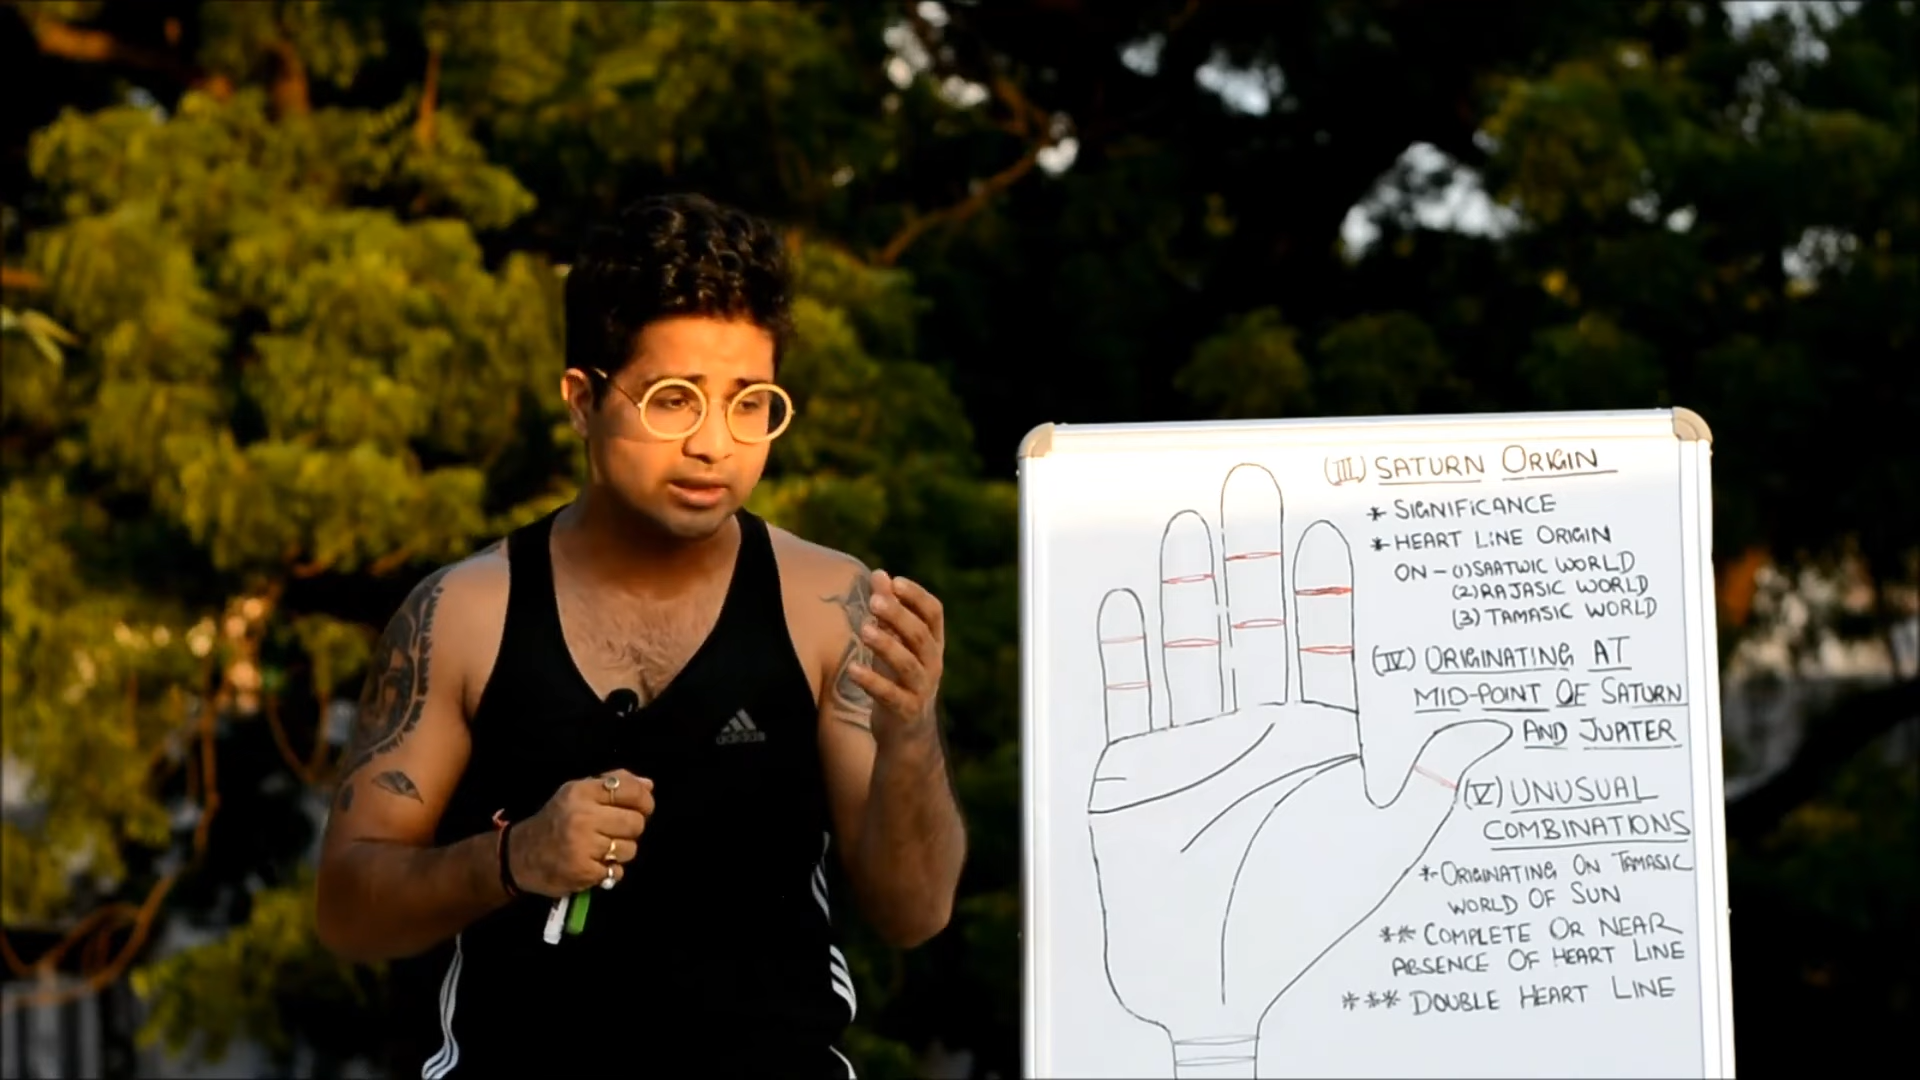 (III) SATURN ORIGIN
* SIGNIFICANCE
* HEART LINE ORIGIN
ON - (1) SAATWIC WORLD
(2) RAJASIC WORLD
(3) TAMASIC WORLD
(IV) ORIGINATING AT
MID-POINT OF SATURN
AND JUPITER
(V) UNUSUAL
COMBINATIONS
*- ORIGINATING ON TAMASIC
WORLD OF SUN
** COMPLETE OR NEAR
ABSENCE OF HEART LINE
*** DOUBLE HEART LINE
adidas